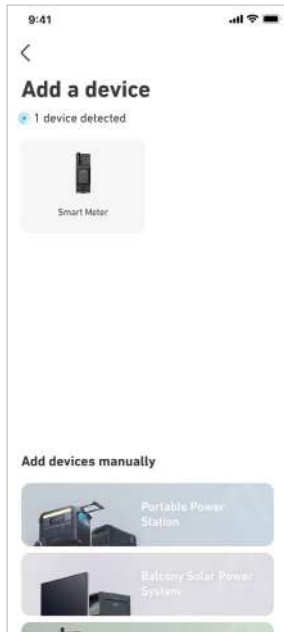 9:41
Add a device
1 device detected
Smart Meter
Add devices manually
Portable Power
Station
Balcony Solar Power
System